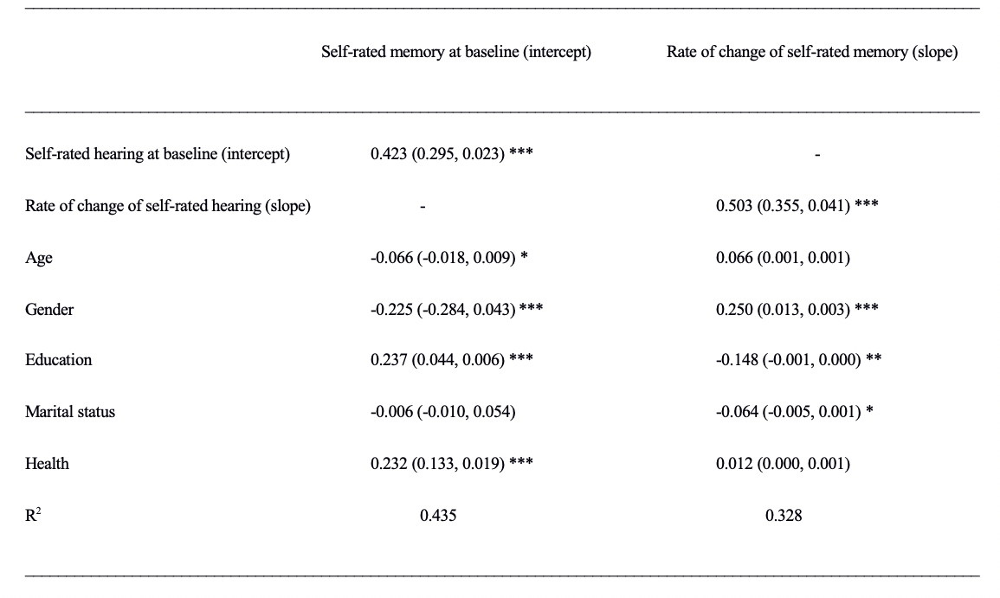 Self-rated memory at baseline (intercept) Rate of change of self-rated memory (slope)
Self-rated hearing at baseline (intercept) 0.423 (0.295, 0.023) *** -
Rate of change of self-rated hearing (slope) - 0.503 (0.355, 0.041) ***
Age -0.066 (-0.018, 0.009) * 0.066 (0.001, 0.001)
Gender -0.225 (-0.284, 0.043) *** 0.250 (0.013, 0.003) ***
Education 0.237 (0.044, 0.006) *** -0.148 (-0.001, 0.000) **
Marital status -0.006 (-0.010, 0.054) -0.064 (-0.005, 0.001) *
Health 0.232 (0.133, 0.019) *** 0.012 (0.000, 0.001)
R² 0.435 0.328